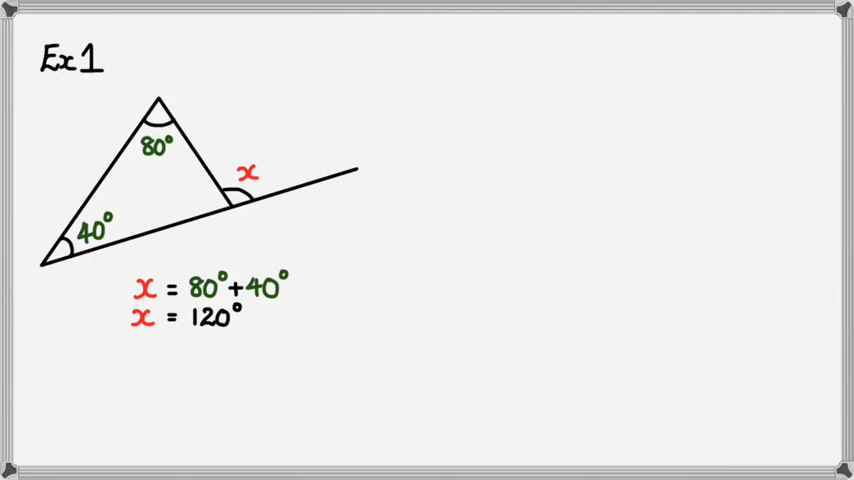 Ex1
80°
x
40°
x = 80°+40°
x = 120°